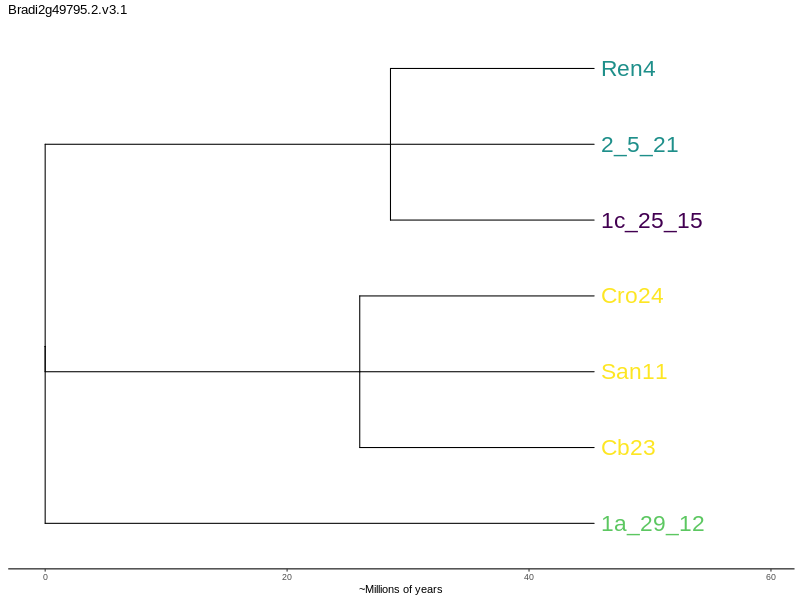 Bradi2g49795.2.v3.1
Ren4
2_5_21
1c_25_15
Cro24
San11
Cb23
1a_29_12
0 20 40 60
~Millions of years